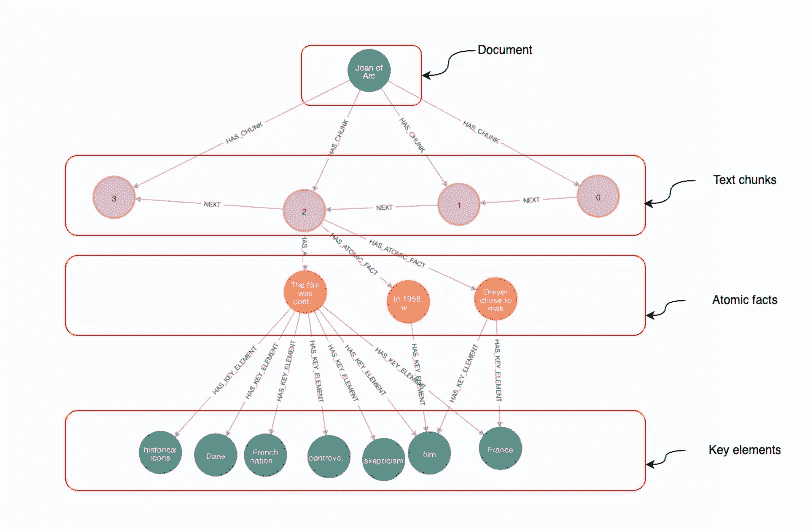 Document
Joan of
Arc
HAS_CHUNK
HAS_CHUNK
HAS_CHUNK
HAS_CHUNK
Text chunks
3
NEXT
2
NEXT
1
NEXT
0
HAS_A
HAS_ATOMIC_FACT
HAS_ATOMIC_FACT
The film
was
cont...
In 1968,
w
Dreyer
chose to
mak
Atomic facts
HAS_KEY_ELEMENT
HAS_KEY_ELEMENT
HAS_KEY_ELEMENT
HAS_KEY_ELEMENT
HAS_KEY_ELEMENT
HAS_KEY_ELEMENT
HAS_KEY_ELEMENT
HAS_KEY_ELEMENT
HAS_KEY_ELEMENT
Key elements
historical
icons
Dane
French
nation
controve...
skepticism
film
France